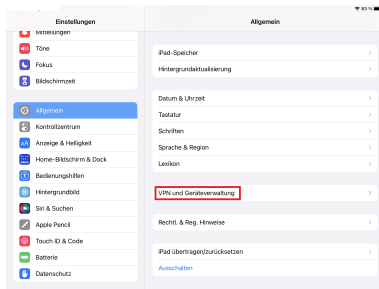 83 %
Einstellungen
Allgemein
Mitteilungen
Töne
Fokus
Bildschirmzeit
Allgemein
Kontrollzentrum
AA
Anzeige & Helligkeit
Home-Bildschirm & Dock
Bedienungshilfen
Hintergrundbild
Siri & Suchen
Apple Pencil
Touch ID & Code
Batterie
Datenschutz
iPad-Speicher
Hintergrundaktualisierung
Datum & Uhrzeit
Tastatur
Schriften
Sprache & Region
Lexikon
VPN und Geräteverwaltung
Rechtl. & Reg. Hinweise
iPad übertragen/zurücksetzen
Ausschalten